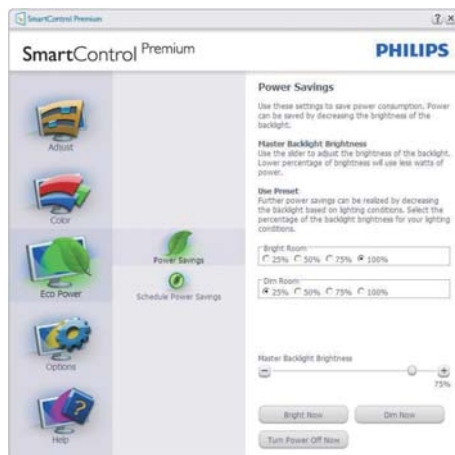 SmartControl Premium
SmartControl Premium
PHILIPS
Adjust
Color
Eco Power
Options
Help
Power Savings
Schedule Power Savings
Power Savings
Use these settings to save power consumption. Power
can be saved by decreasing the brightness of the
backlight.
Master Backlight Brightness
Use the slider to adjust the brightness of the backlight.
Lower percentage of brightness will use less watts of
power.
Use Preset
Further power savings can be realized by decreasing
the backlight based on lighting conditions. Select the
percentage of the backlight brightness for your lighting
conditions.
Bright Room
25% 50% 75% 100%
Dim Room
25% 50% 75% 100%
Master Backlight Brightness
75%
Bright Now
Dim Now
Turn Power Off Now